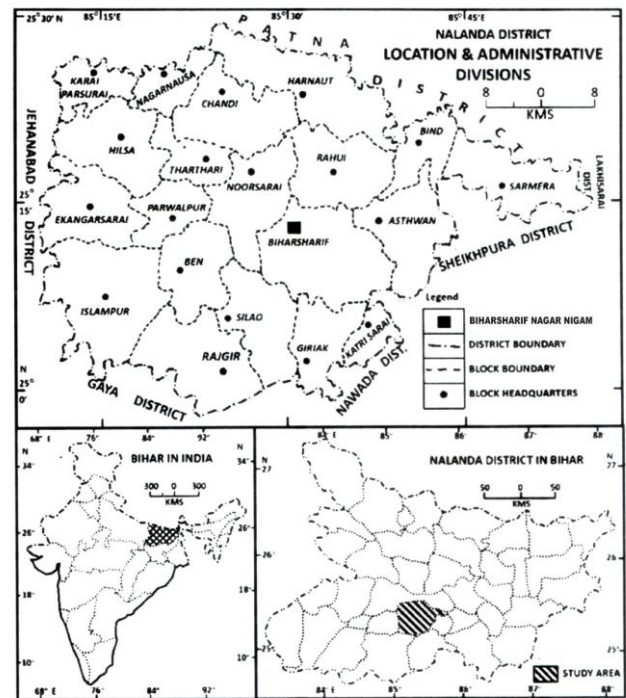 25° 30' N
85° 15' E
85° 30' E
85° 45' E
PATNA DISTRICT
NALANDA DISTRICT
LOCATION & ADMINISTRATIVE
DIVISIONS
8 0 8
KMS
KARAI
PARSURAI
NAGARNAUSA
CHANDI
HARNAUT
BIND
JEHANABAD
DISTRICT
HILSA
THARTHARI
NOORSARAI
RAHUI
SARMERA
LAKHISARAI
DIST.
25°
15'
EKANGARSARAI
PARWALPUR
BIHARSHARIF
ASTHWAN
SHEIKHPURA DISTRICT
BEN
ISLAMPUR
SILAO
RAJGIR
GIRIAK
KATRI SARAI
NAWADA DIST.
GAYA DISTRICT
N
25°
0'
Legend
BIHARSHARIF NAGAR NIGAM
DISTRICT BOUNDARY
BLOCK BOUNDARY
BLOCK HEADQUARTERS
68° E 76° 84° 92°
N
34°
26°
18°
10°
BIHAR IN INDIA
300 0 300
KMS
N
34°
26°
18°
10°
68° E 76° 84° 92°
84° E 85° 86° 87° 88°
N
27
26°
25°
NALANDA DISTRICT IN BIHAR
50 0 50
KMS
N
27°
26°
25°
STUDY AREA
84° E 85° 86° 87° 88°